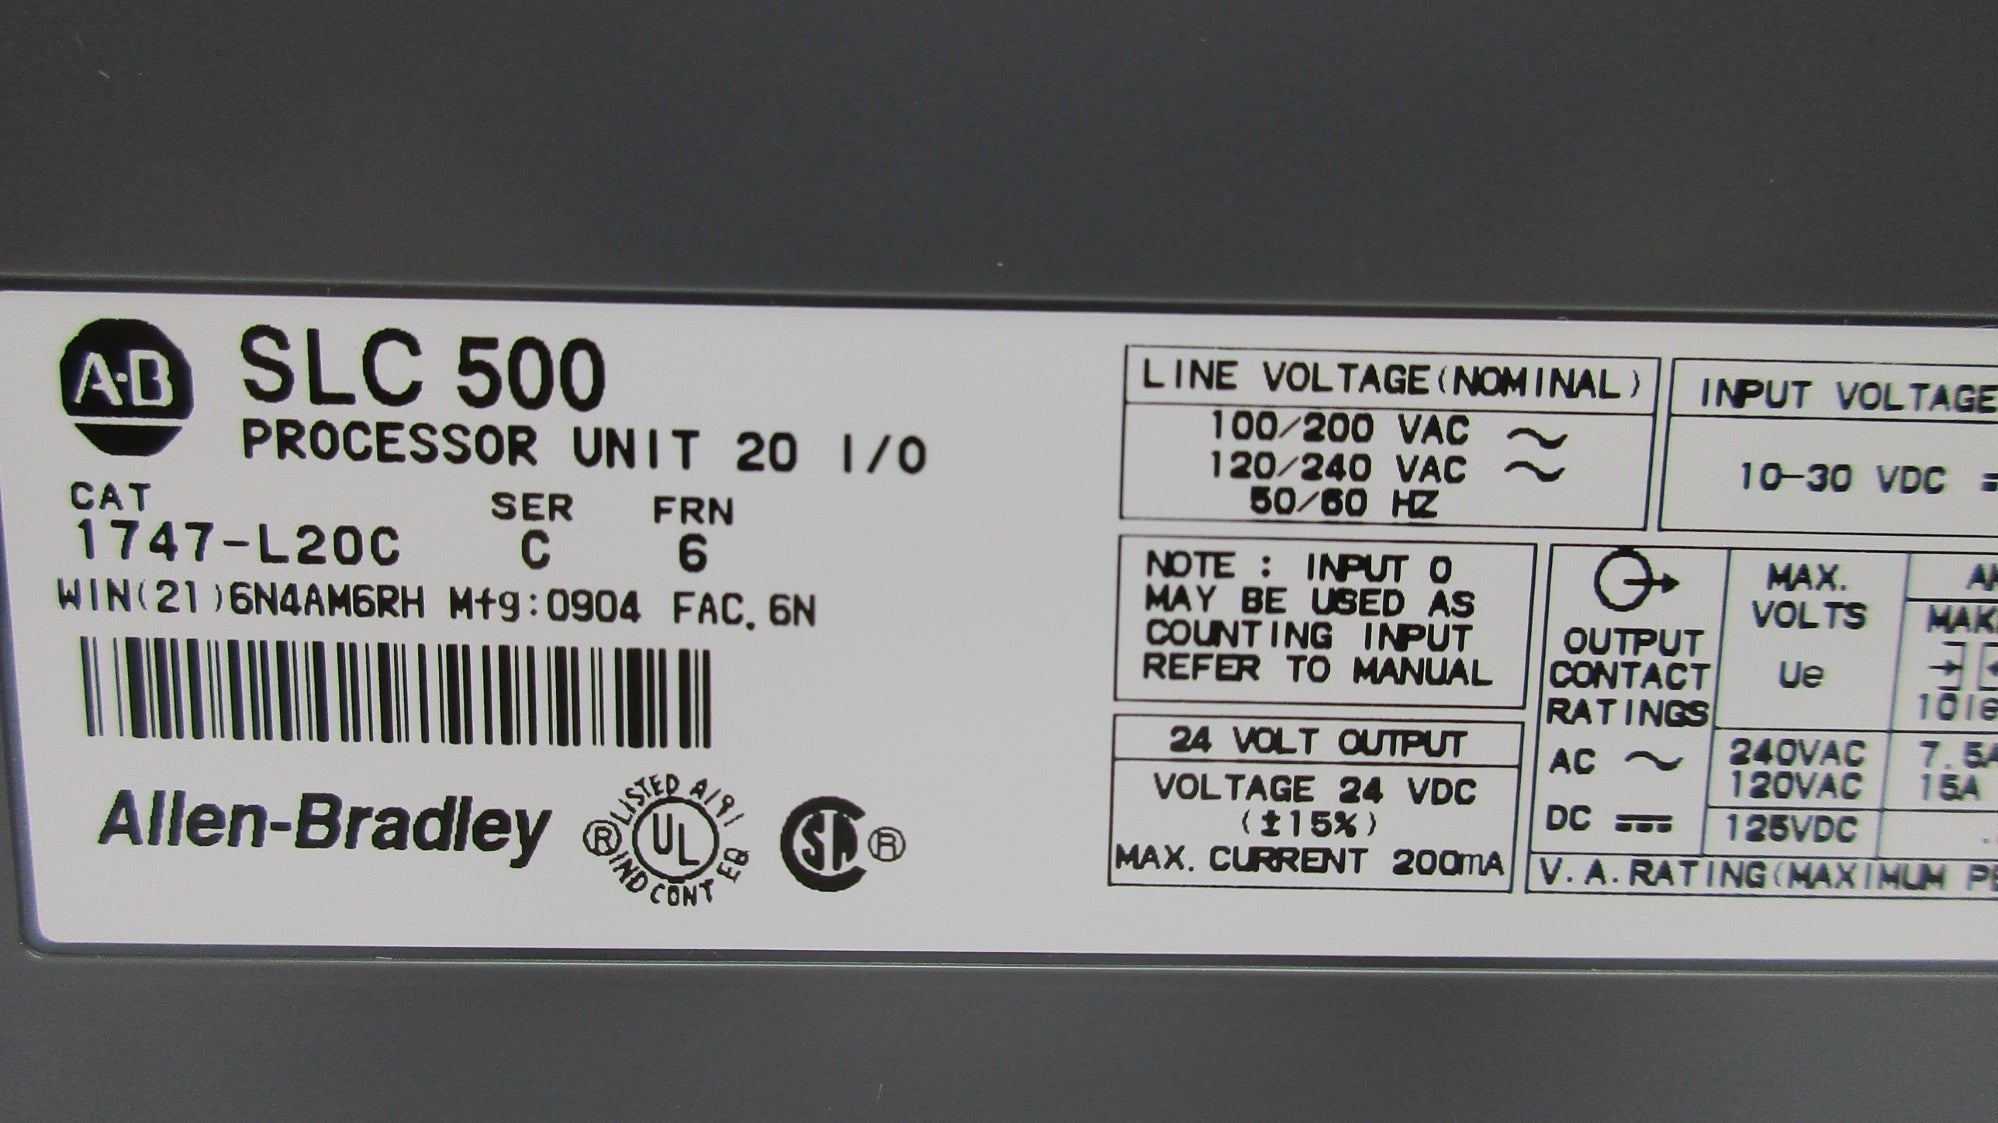 A·B SLC 500
PROCESSOR UNIT 20 I/O
CAT SER FRN
1747-L20C C 6
WIN(21)6N4AM6RH Mfg:0904 FAC. 6N
Allen-Bradley
® LISTED A191
UL
IND CONT EQ
SA ®
LINE VOLTAGE(NOMINAL)
100/200 VAC ~
120/240 VAC ~
50/60 HZ
INPUT VOLTAGE
10-30 VDC
NOTE : INPUT 0
MAY BE USED AS
COUNTING INPUT
REFER TO MANUAL
24 VOLT OUTPUT
VOLTAGE 24 VDC
(±15%)
MAX. CURRENT 200mA
OUTPUT
CONTACT
RATINGS
AC ~
DC
MAX.
VOLTS
Ue
240VAC
120VAC
125VDC
15A
V.A.RATING(MAXIMUM